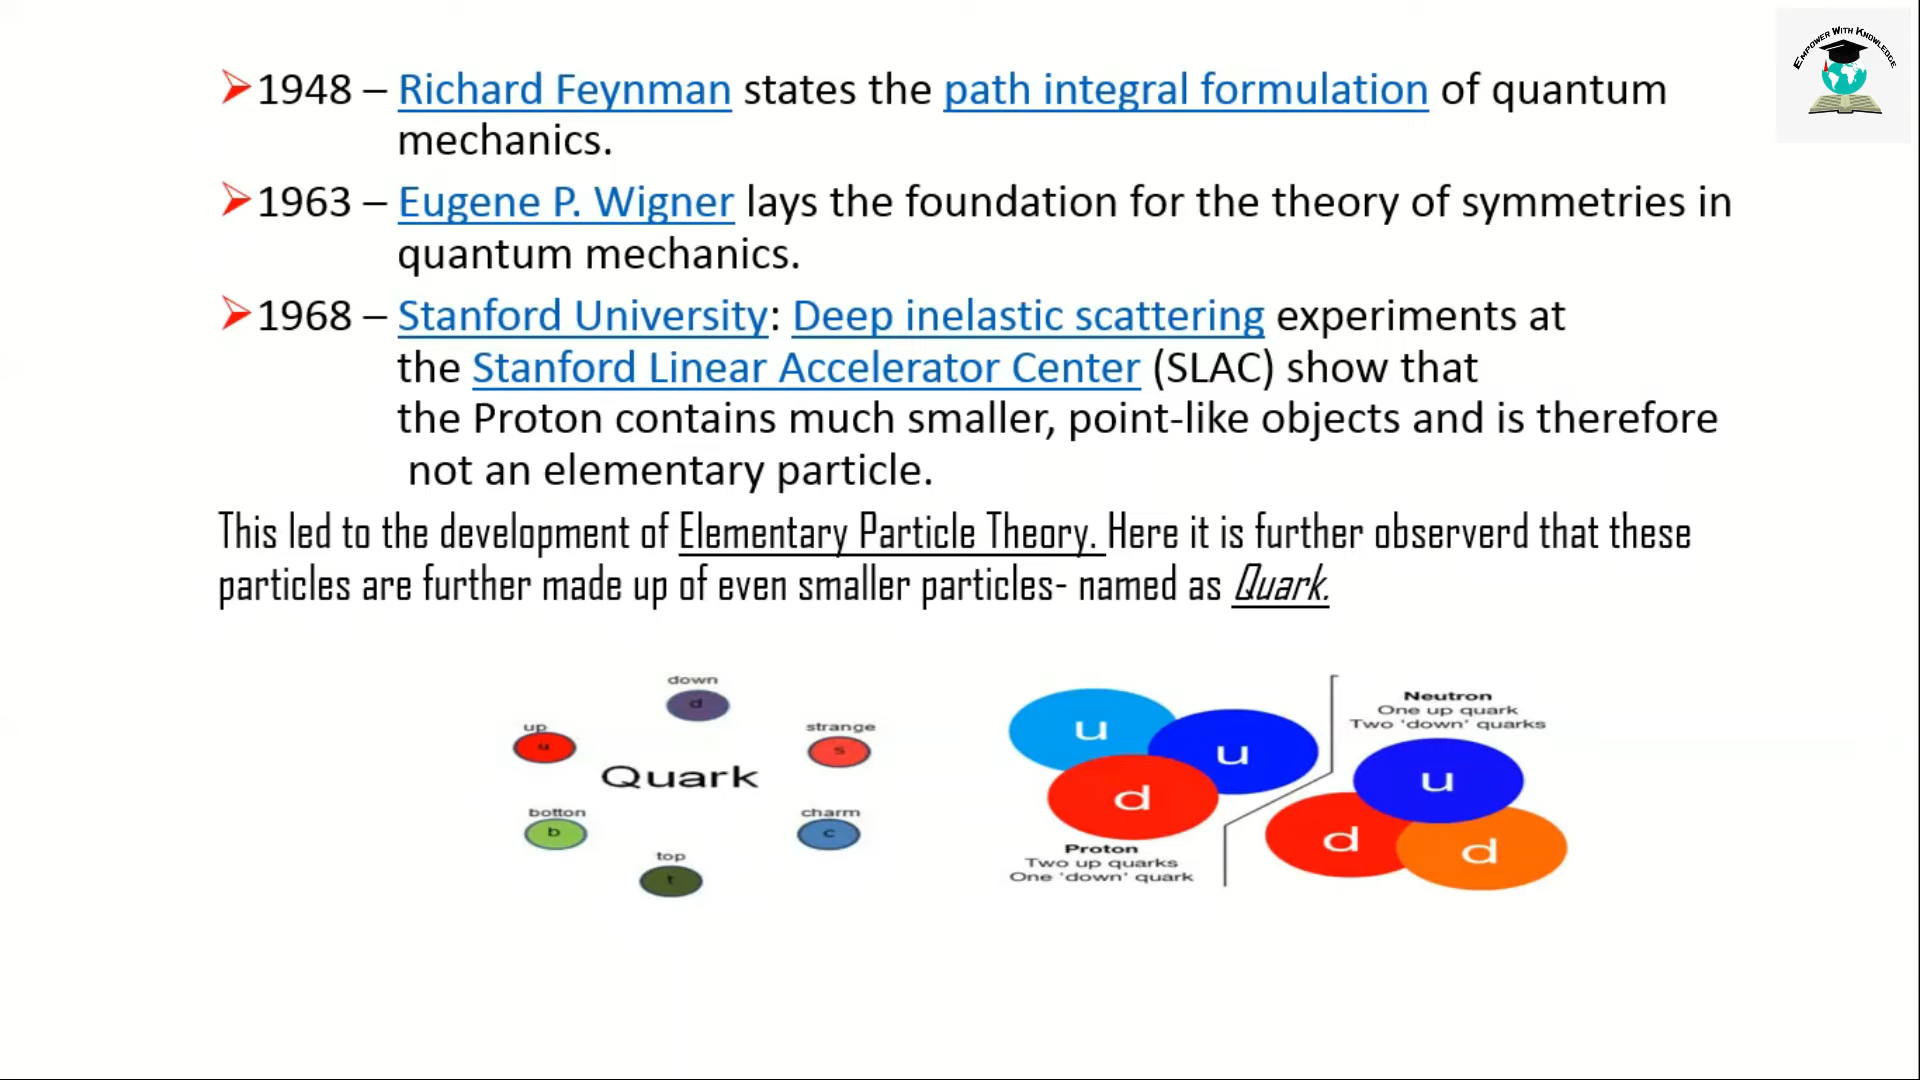 EMPOWER WITH KNOWLEDGE
1948 – Richard Feynman states the path integral formulation of quantum
mechanics.
1963 – Eugene P. Wigner lays the foundation for the theory of symmetries in
quantum mechanics.
1968 – Stanford University: Deep inelastic scattering experiments at
the Stanford Linear Accelerator Center (SLAC) show that
the Proton contains much smaller, point-like objects and is therefore
not an elementary particle.
This led to the development of Elementary Particle Theory. Here it is further observerd that these
particles are further made up of even smaller particles- named as Quark.
down
d
up
u
strange
s
Quark
botton
b
charm
c
top
t
u
u
d
Proton
Two up quarks
One 'down' quark
Neutron
One up quark
Two 'down' quarks
u
d
d